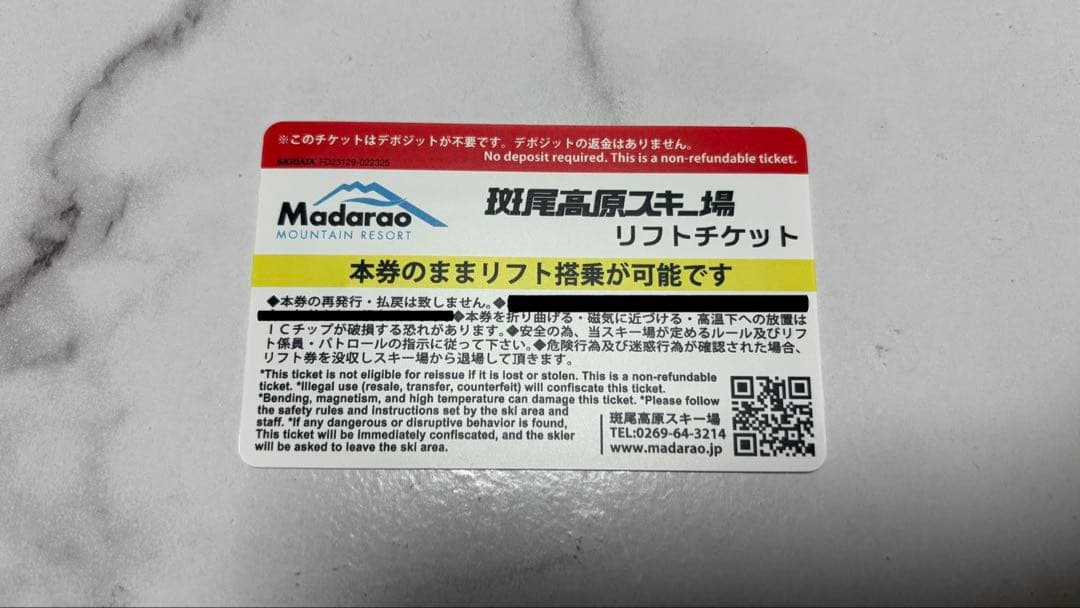 ※このチケットはデポジットが不要です。デポジットの返金はありません。
SKIDATA FD23129-022325
No deposit required. This is a non-refundable ticket.
Madarao
MOUNTAIN RESORT
斑尾高原スキー場
リフトチケット
本券のままリフト搭乗が可能です
◆本券の再発行・払戻は致しません。◆
◆本券を折り曲げる・磁気に近づける・高温下への放置は
ICチップが破損する恐れがあります。◆安全の為、当スキー場が定めるルール及びリフ
ト係員・パトロールの指示に従って下さい。◆危険行為及び迷惑行為が確認された場合、
リフト券を没収しスキー場から退場して頂きます。
*This ticket is not eligible for reissue if it is lost or stolen. This is a non-refundable
ticket. *Illegal use (resale, transfer, counterfeit) will confiscate this ticket.
*Bending, magnetism, and high temperature can damage this ticket. *Please follow
the safety rules and instructions set by the ski area and
staff. *If any dangerous or disruptive behavior is found,
This ticket will be immediately confiscated, and the skier
will be asked to leave the ski area.
斑尾高原スキー場
TEL:0269-64-3214
www.madarao.jp